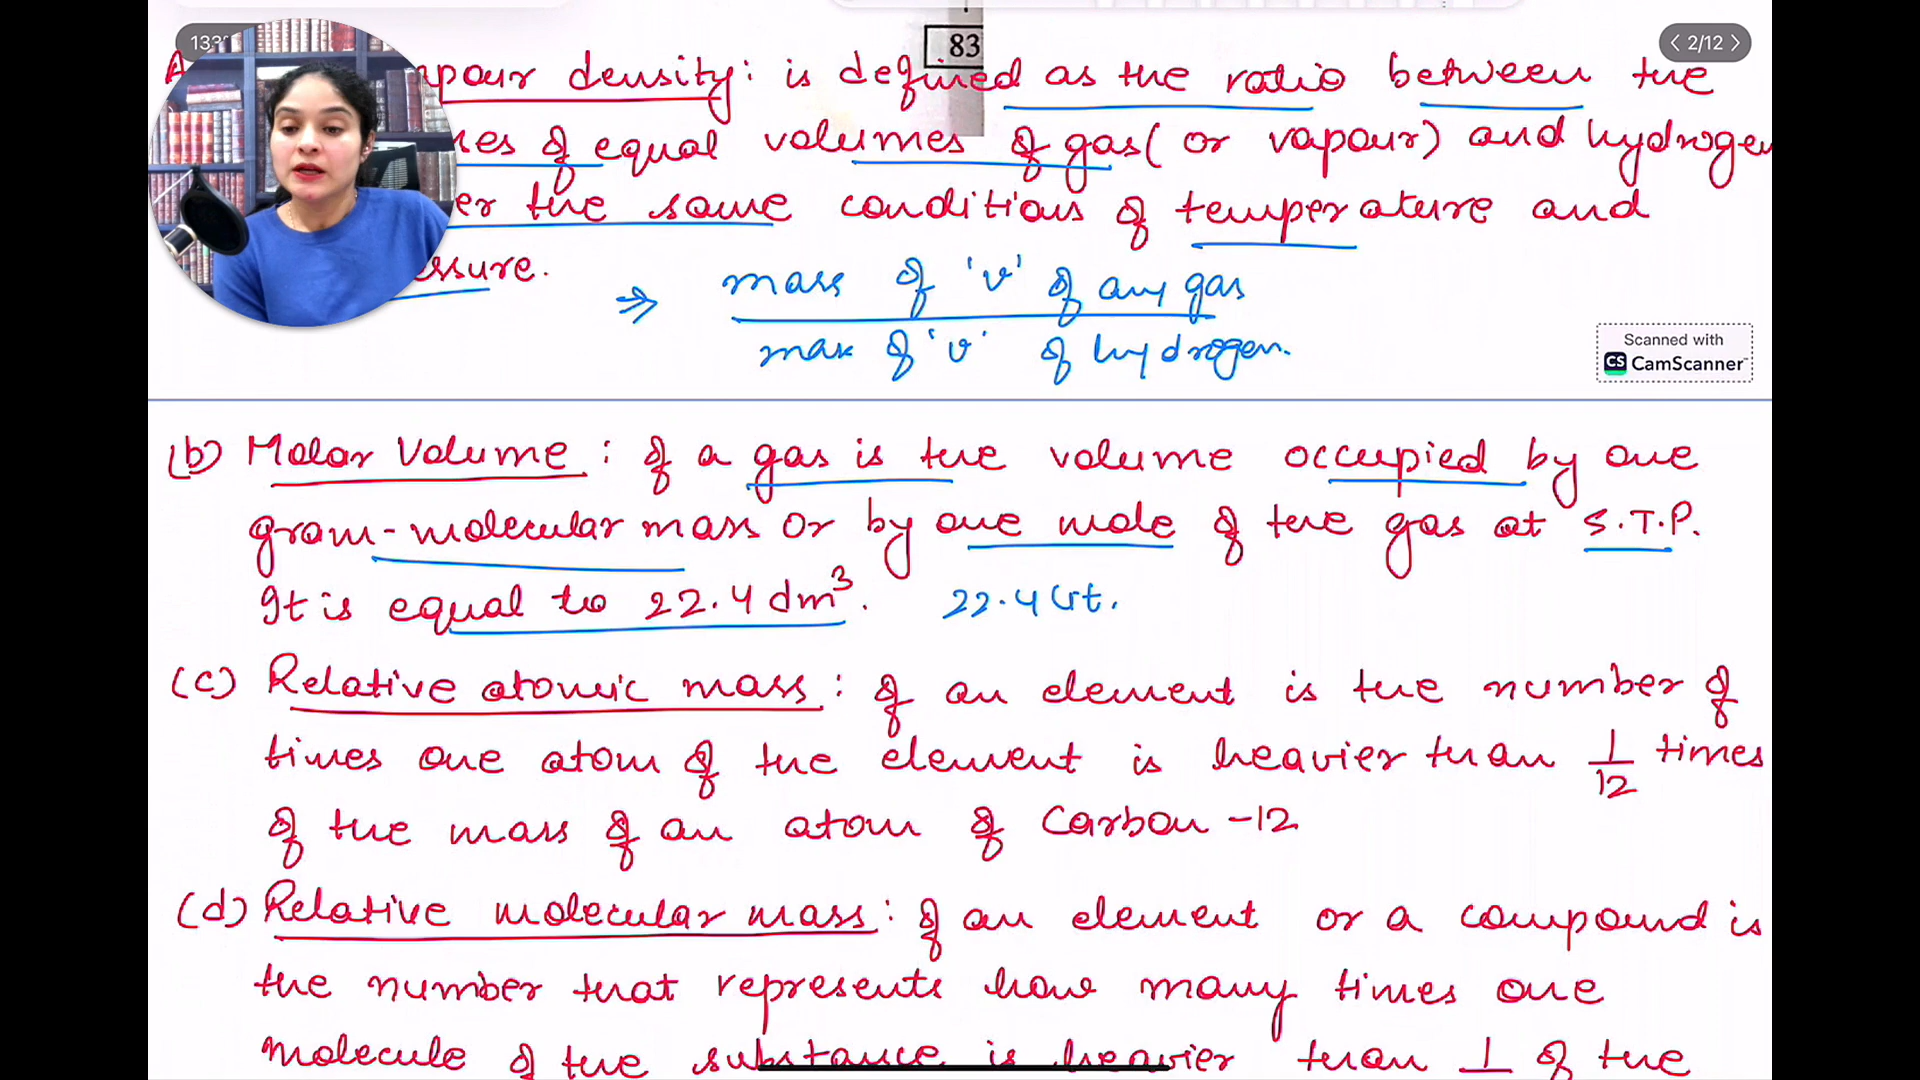 133
83
2/12
A pour density: is defined as the ratio between the
es of equal volumes of gas( or vapour) and hydrogen
er the same conditions of temperature and
ssure.
⇒ mass of 'v' of any gas
mass of 'v' of hydrogen.
Scanned with
CS CamScanner
(b) Molar Volume : of a gas is the volume occupied by one
gram-molecular mass or by one mole of the gas at S.T.P.
It is equal to 22.4 dm³. 22.4 lit.
(c) Relative atomic mass : of an element is the number of
times one atom of the element is heavier than 1/12 times
of the mass of an atom of Carbon -12
(d) Relative molecular mass : of an element or a compound is
the number that represents how many times one
molecule of the substance is heavier than 1 of the